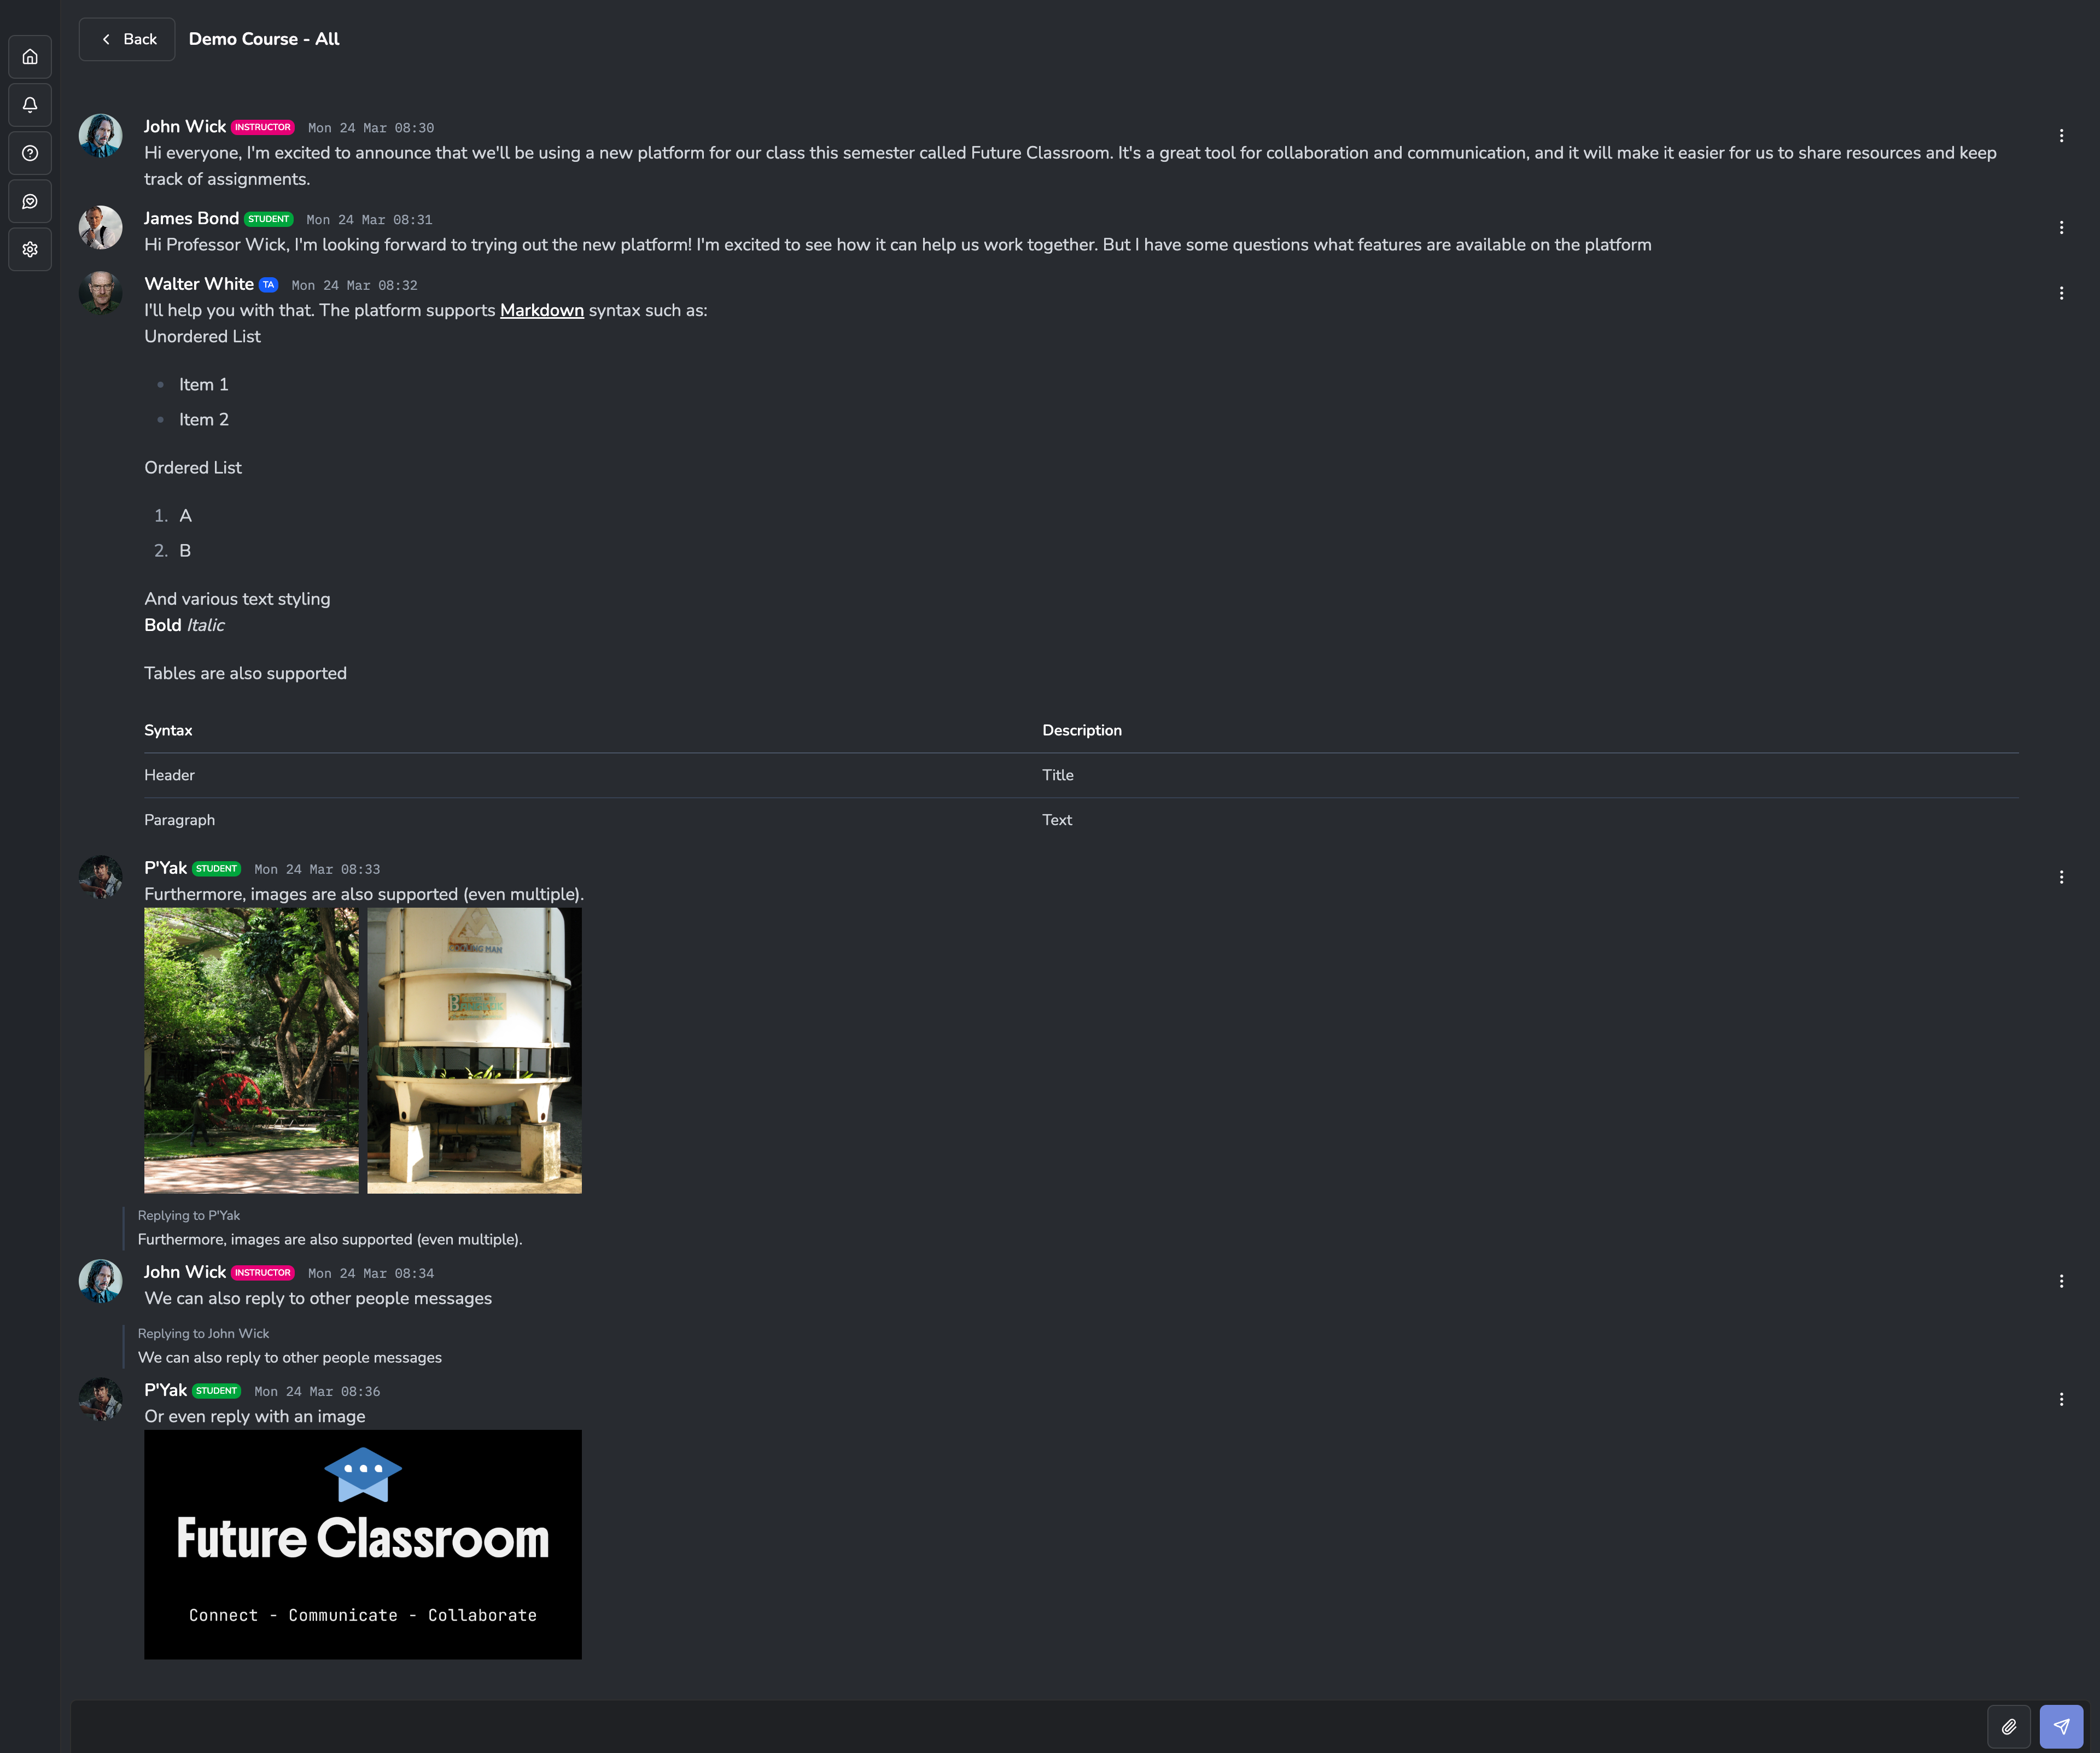 Back
Demo Course - All
John Wick INSTRUCTOR Mon 24 Mar 08:30
Hi everyone, I'm excited to announce that we'll be using a new platform for our class this semester called Future Classroom. It's a great tool for collaboration and communication, and it will make it easier for us to share resources and keep
track of assignments.
James Bond STUDENT Mon 24 Mar 08:31
Hi Professor Wick, I'm looking forward to trying out the new platform! I'm excited to see how it can help us work together. But I have some questions what features are available on the platform
Walter White TA Mon 24 Mar 08:32
I'll help you with that. The platform supports Markdown syntax such as:
Unordered List
Item 1
Item 2
Ordered List
1. A
2. B
And various text styling
Bold Italic
Tables are also supported
Syntax Description
Header Title
Paragraph Text
P'Yak STUDENT Mon 24 Mar 08:33
Furthermore, images are also supported (even multiple).
Replying to P'Yak
Furthermore, images are also supported (even multiple).
John Wick INSTRUCTOR Mon 24 Mar 08:34
We can also reply to other people messages
Replying to John Wick
We can also reply to other people messages
P'Yak STUDENT Mon 24 Mar 08:36
Or even reply with an image
Future Classroom
Connect - Communicate - Collaborate